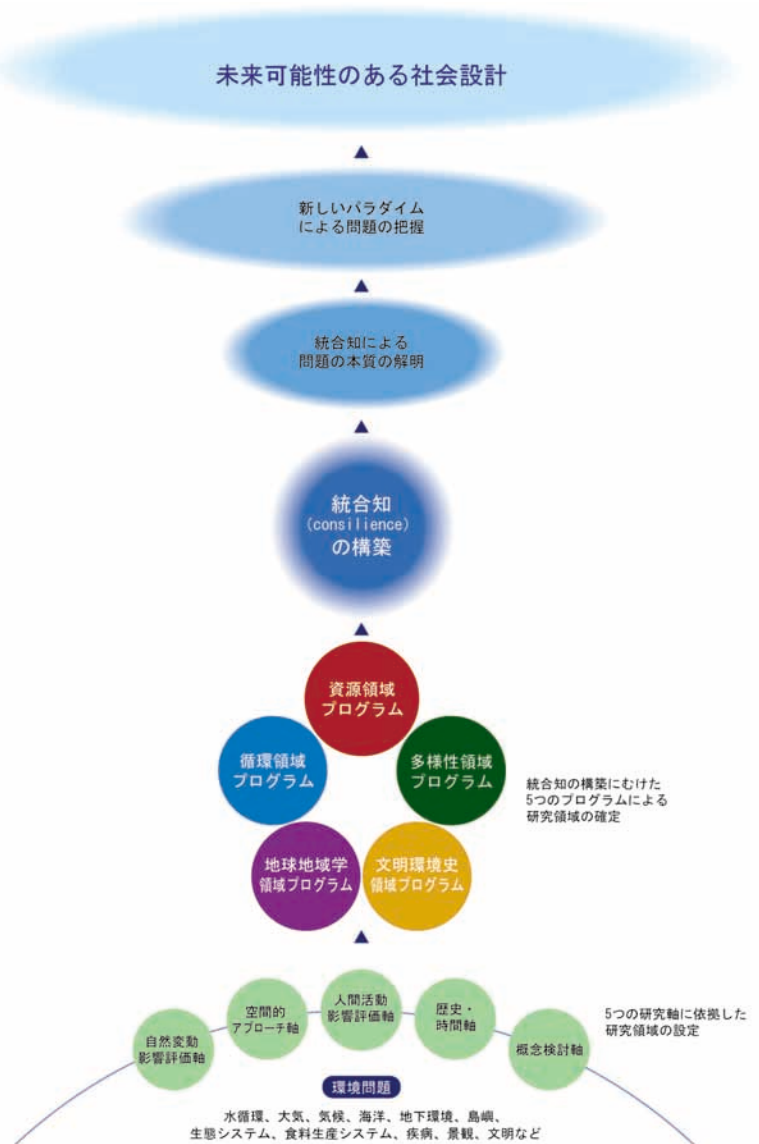 未来可能性のある社会設計
新しいパラダイム
による問題の把握
統合知による
問題の本質の解明
統合知
(consilience)
の構築
資源領域
プログラム
循環領域
プログラム
多様性領域
プログラム
統合知の構築にむけた
5つのプログラムによる
研究領域の確定
地球地域学
領域プログラム
文明環境史
領域プログラム
自然変動
影響評価軸
空間的
アプローチ軸
人間活動
影響評価軸
歴史・
時間軸
概念検討軸
5つの研究軸に依拠した
研究領域の設定
環境問題
水循環、大気、気候、海洋、地下環境、島嶼、
生態システム、食料生産システム、疾病、景観、文明など